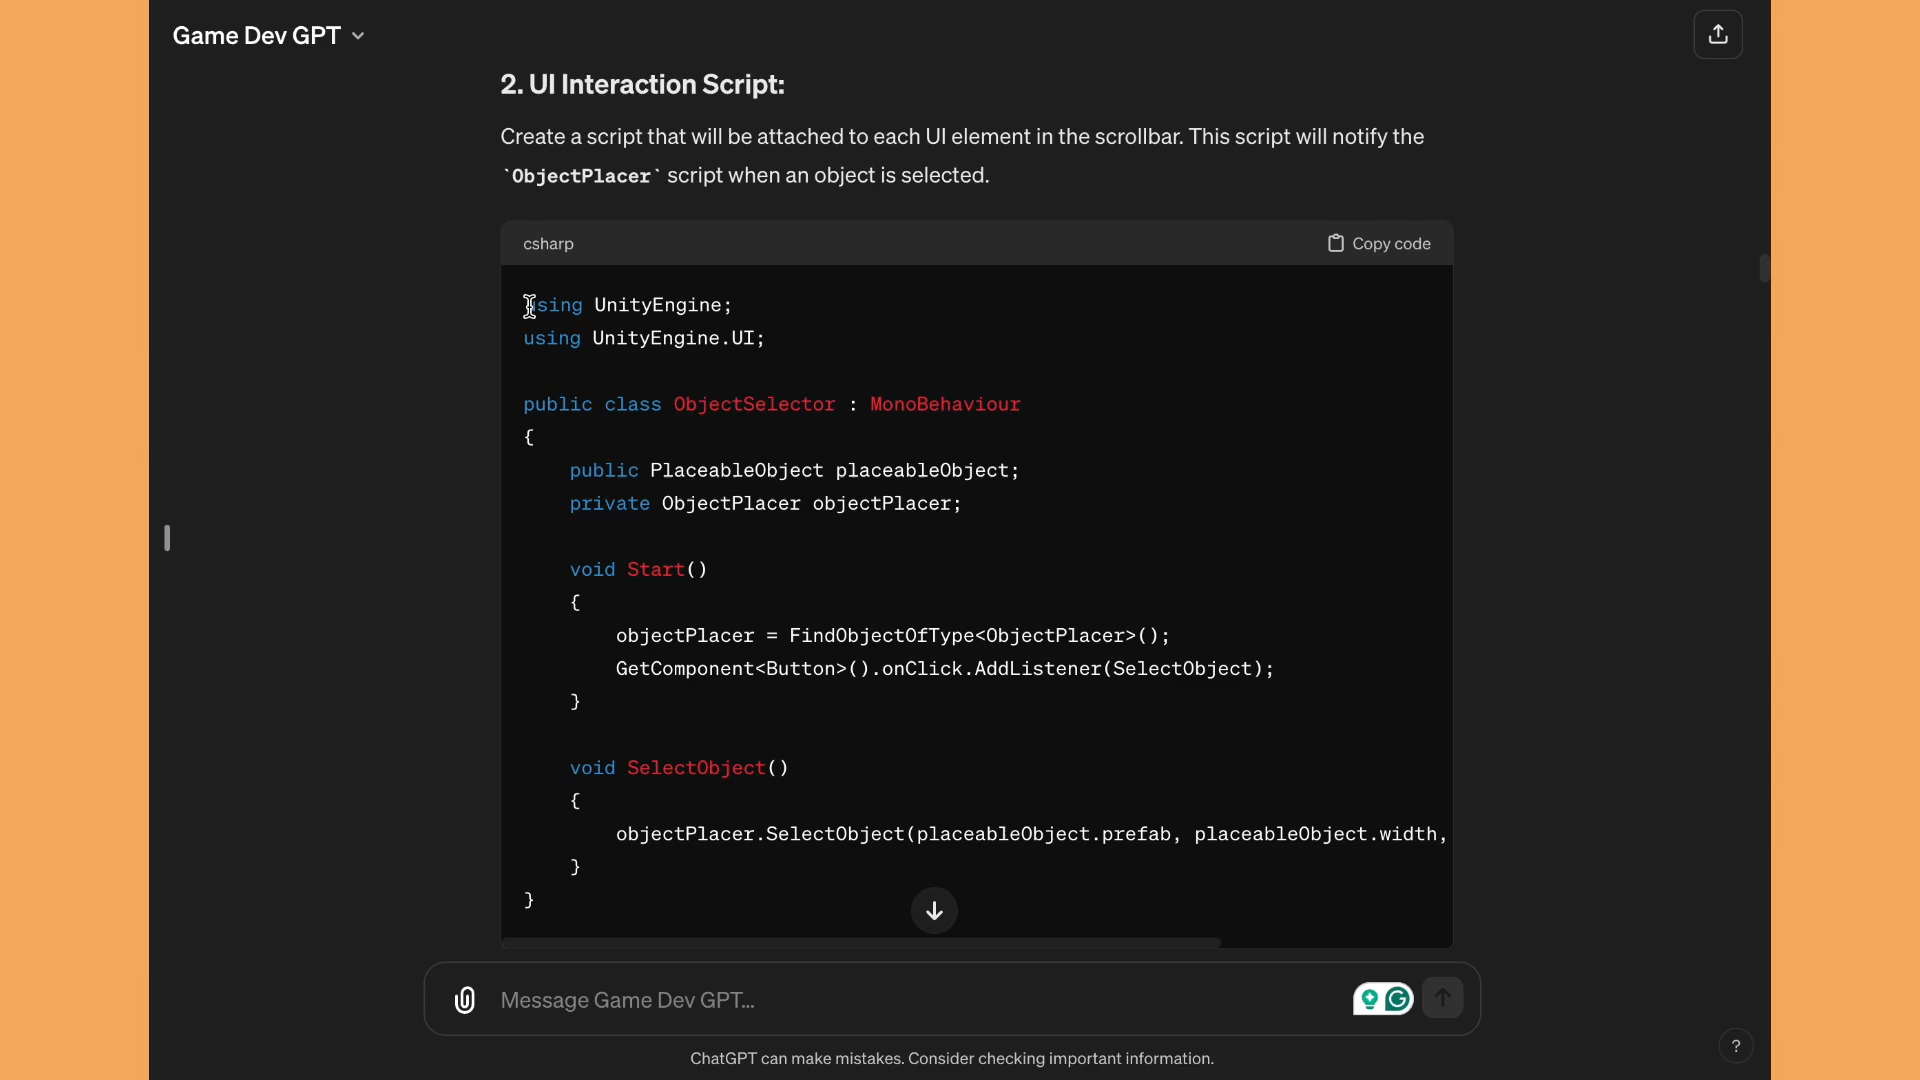 Game Dev GPT
2. UI Interaction Script:
Create a script that will be attached to each UI element in the scrollbar. This script will notify the
`ObjectPlacer` script when an object is selected.
csharp
Copy code
using UnityEngine;
using UnityEngine.UI;
public class ObjectSelector : MonoBehaviour
{
    public PlaceableObject placeableObject;
    private ObjectPlacer objectPlacer;
    void Start()
    {
        objectPlacer = FindObjectOfType<ObjectPlacer>();
        GetComponent<Button>().onClick.AddListener(SelectObject);
    }
    void SelectObject()
    {
        objectPlacer.SelectObject(placeableObject.prefab, placeableObject.width,
    }
}
Message Game Dev GPT...
ChatGPT can make mistakes. Consider checking important information.
?